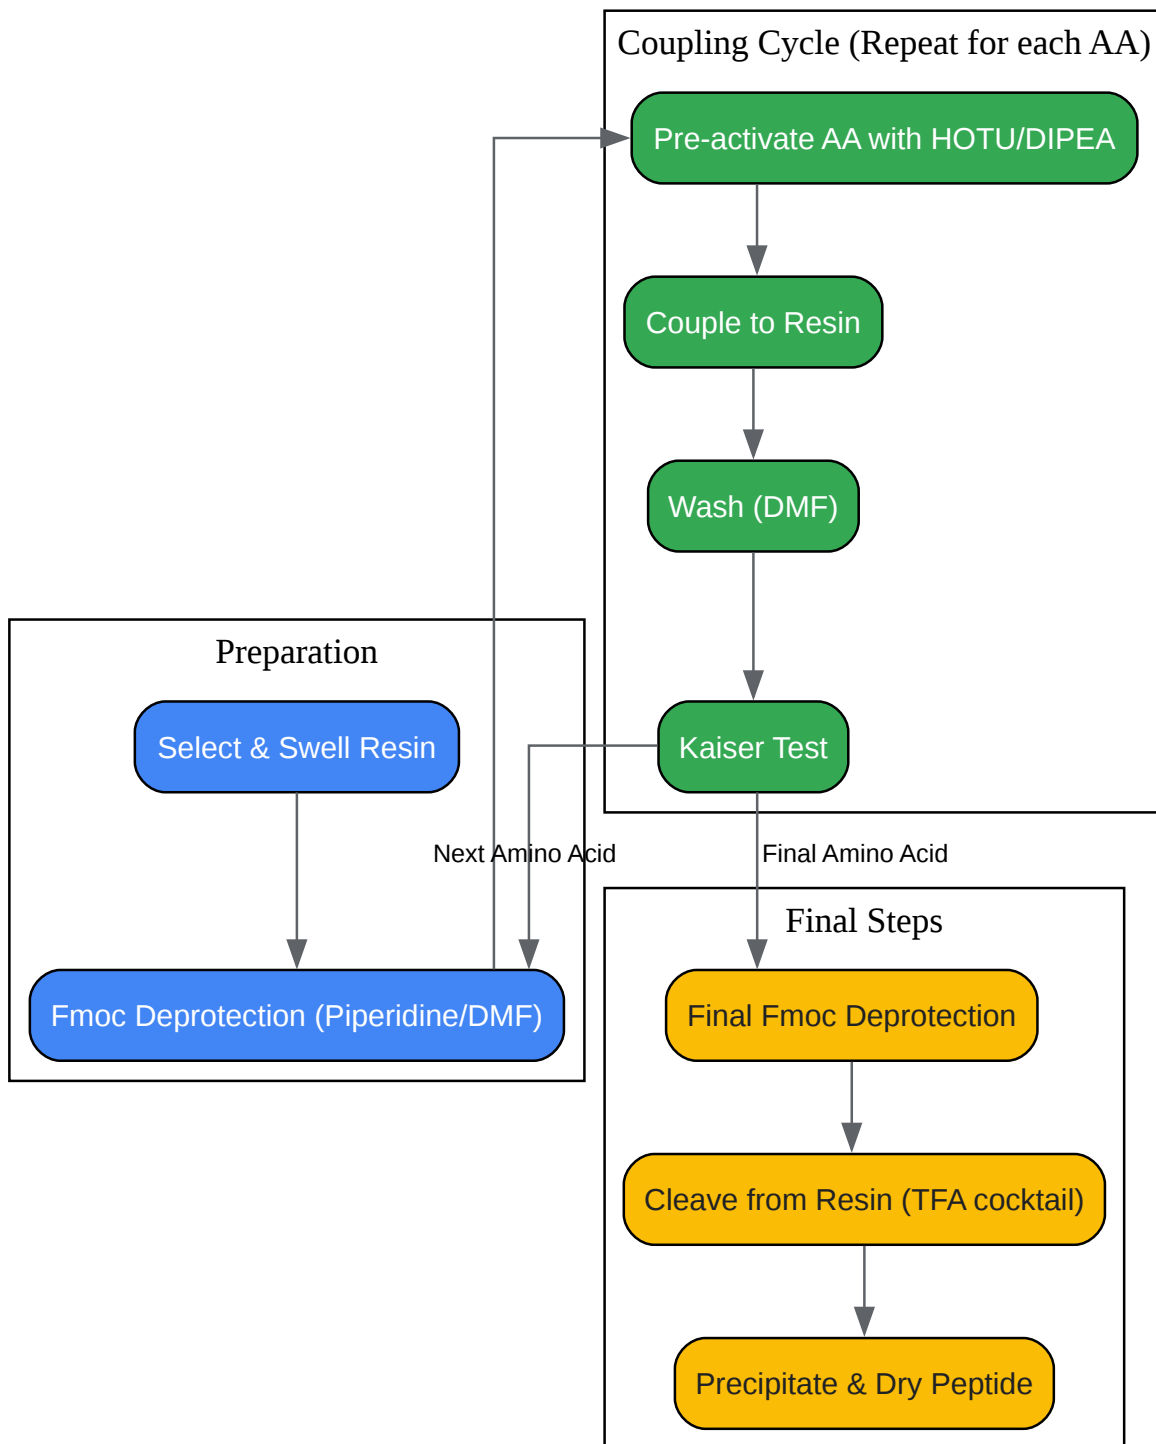 Coupling Cycle (Repeat for each AA)
Pre-activate AA with HOTU/DIPEA
Couple to Resin
Wash (DMF)
Preparation
Select & Swell Resin
Kaiser Test
Next Amino Acid
Final Amino Acid
Final Steps
Fmoc Deprotection (Piperidine/DMF)
Final Fmoc Deprotection
Cleave from Resin (TFA cocktail)
Precipitate & Dry Peptide